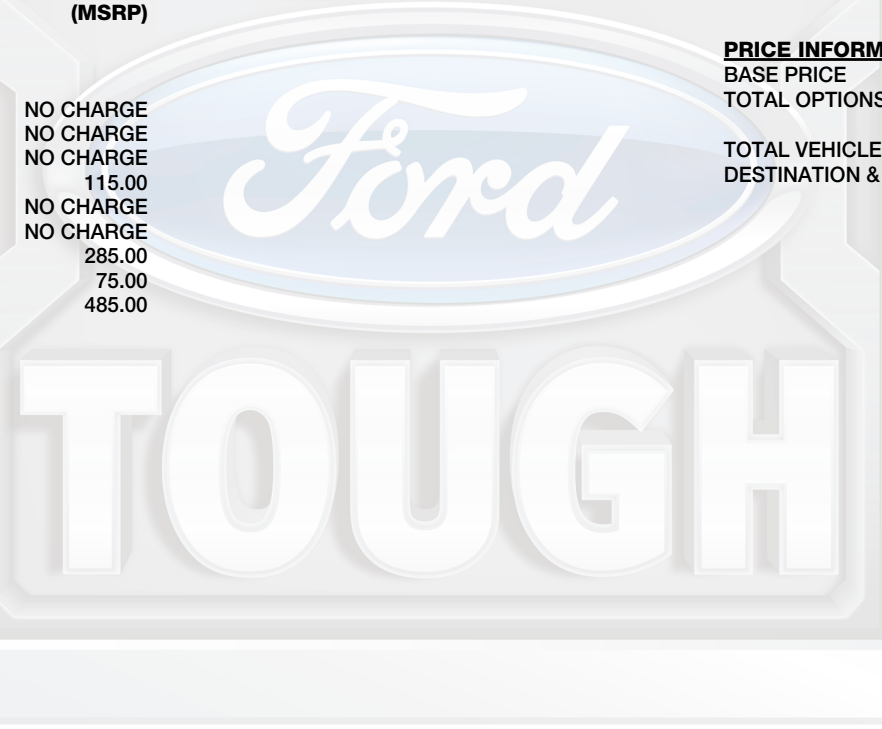 (MSRP)
NO CHARGE
NO CHARGE
NO CHARGE
115.00
NO CHARGE
NO CHARGE
285.00
75.00
485.00
PRICE INFORM
BASE PRICE
TOTAL OPTIONS
TOTAL VEHICLE
DESTINATION &
Ford
TOUGH